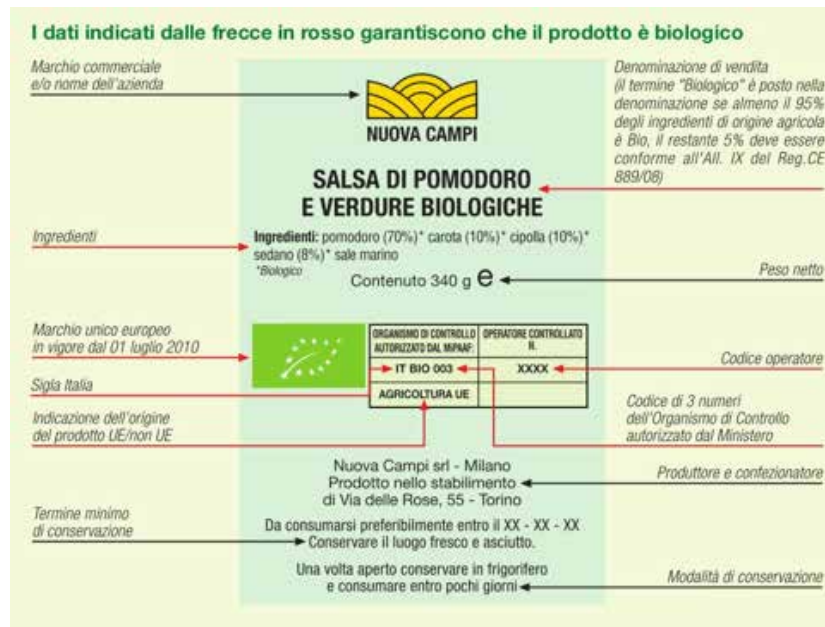 I dati indicati dalle frecce in rosso garantiscono che il prodotto è biologico
Marchio commerciale
e/o nome dell'azienda
NUOVA CAMPI
Denominazione di vendita
(il termine "Biologico" è posto nella
denominazione se almeno il 95%
degli ingredienti di origine agricola
è Bio, il restante 5% deve essere
conforme all'All. IX del Reg.CE
889/08)
SALSA DI POMODORO
E VERDURE BIOLOGICHE
Ingredienti
Ingredienti: pomodoro (70%)* carota (10%)* cipolla (10%)*
sedano (8%)* sale marino
*Biologico
Contenuto 340 g e
Peso netto
Marchio unico europeo
in vigore dal 01 luglio 2010
ORGANISMO DI CONTROLLO
AUTORIZZATO DAL MIPAAF:
OPERATORE CONTROLLATO
N.
IT BIO 003
XXXX
AGRICOLTURA UE
Codice operatore
Sigla Italia
Indicazione dell'origine
del prodotto UE/non UE
Codice di 3 numeri
dell'Organismo di Controllo
autorizzato dal Ministero
Nuova Campi srl - Milano
Prodotto nello stabilimento
di Via delle Rose, 55 - Torino
Produttore e confezionatore
Termine minimo
di conservazione
Da consumarsi preferibilmente entro il XX - XX - XX
Conservare il luogo fresco e asciutto.
Una volta aperto conservare in frigorifero
e consumare entro pochi giorni
Modalità di conservazione